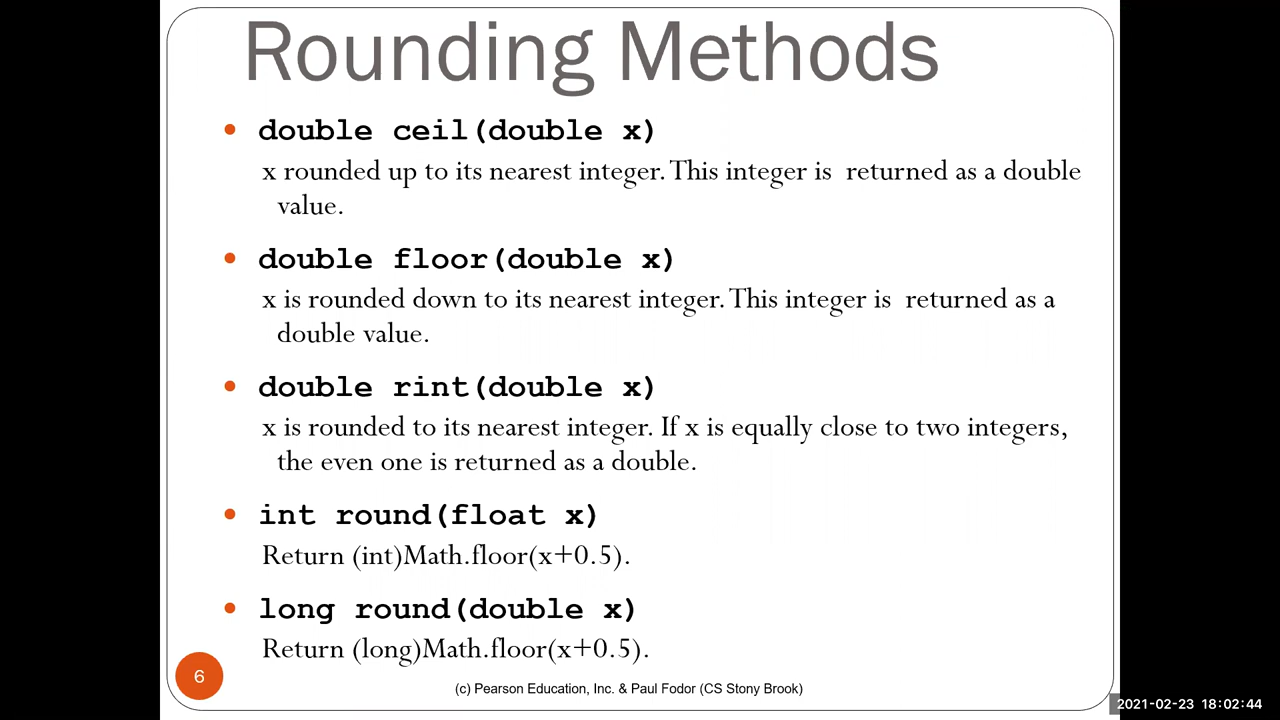 Rounding Methods
• double ceil(double x)
x rounded up to its nearest integer. This integer is returned as a double
value.
• double floor(double x)
x is rounded down to its nearest integer. This integer is returned as a
double value.
• double rint(double x)
x is rounded to its nearest integer. If x is equally close to two integers,
the even one is returned as a double.
• int round(float x)
Return (int)Math.floor(x+0.5).
• long round(double x)
Return (long)Math.floor(x+0.5).
6
(c) Pearson Education, Inc. & Paul Fodor (CS Stony Brook)
2021-02-23 18:02:44